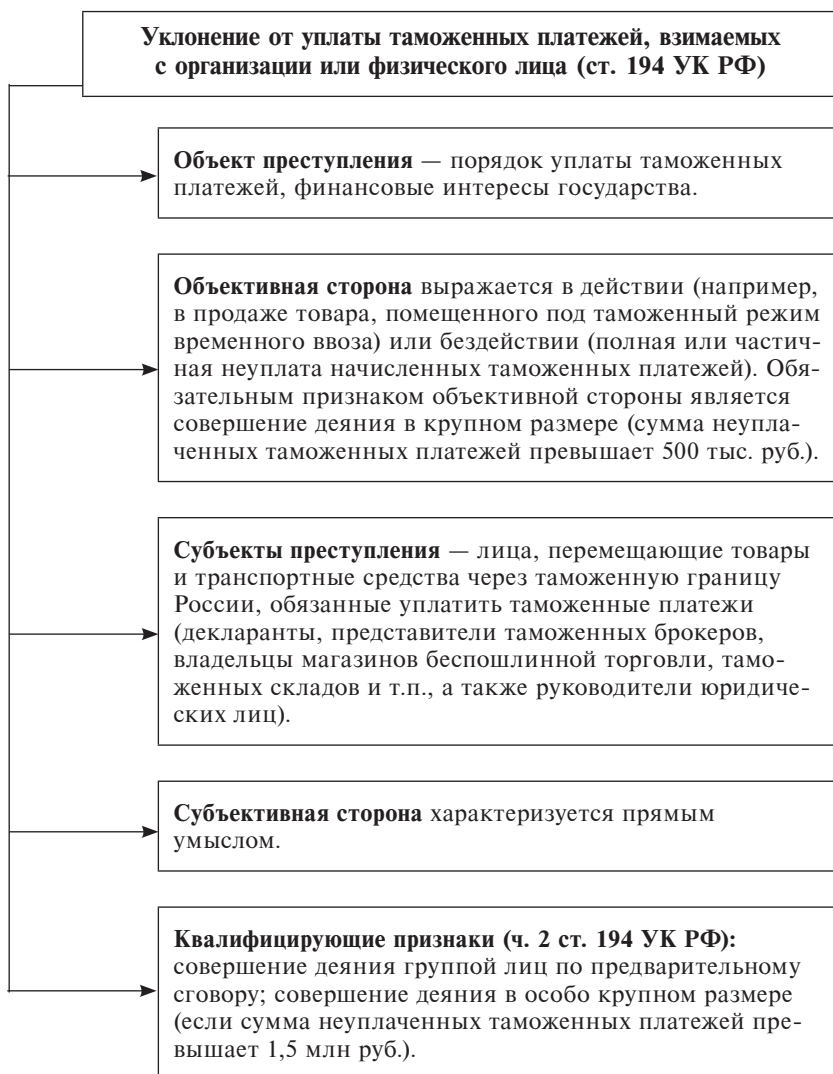 Уклонение от уплаты таможенных платежей, взимаемых
с организации или физического лица (ст. 194 УК РФ)
Объект преступления — порядок уплаты таможенных
платежей, финансовые интересы государства.
Объективная сторона выражается в действии (например,
в продаже товара, помещенного под таможенный режим
временного ввоза) или бездействии (полная или частич-
ная неуплата начисленных таможенных платежей). Обя-
зательным признаком объективной стороны является
совершение деяния в крупном размере (сумма неупла-
ченных таможенных платежей превышает 500 тыс. руб.).
Субъекты преступления — лица, перемещающие товары
и транспортные средства через таможенную границу
России, обязанные уплатить таможенные платежи
(декларанты, представители таможенных брокеров,
владельцы магазинов беспошлинной торговли, тамо-
женных складов и т.п., а также руководители юридиче-
ских лиц).
Субъективная сторона характеризуется прямым
умыслом.
Квалифицирующие признаки (ч. 2 ст. 194 УК РФ):
совершение деяния группой лиц по предварительному
сговору; совершение деяния в особо крупном размере
(если сумма неуплаченных таможенных платежей пре-
вышает 1,5 млн руб.).